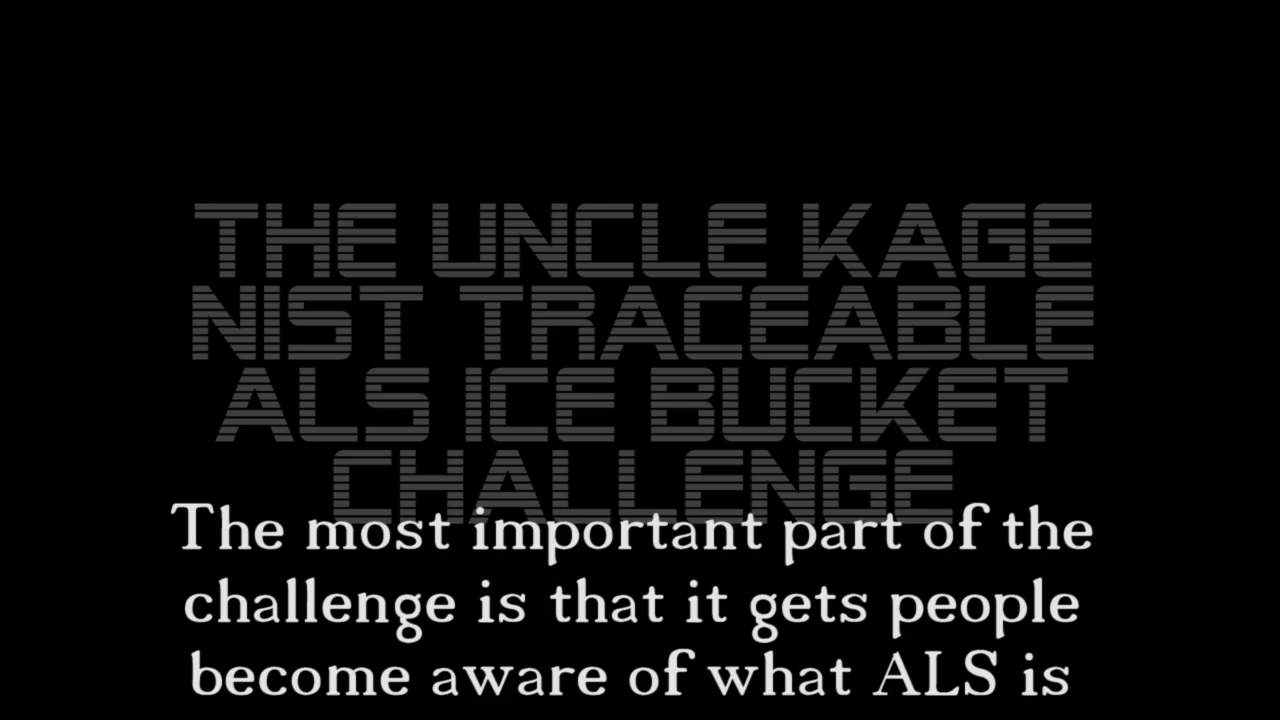 THE UNCLE KAGE
NIST TRACEABLE
ALS ICE BUCKET
CHALLENGE
The most important part of the
challenge is that it gets people
become aware of what ALS is